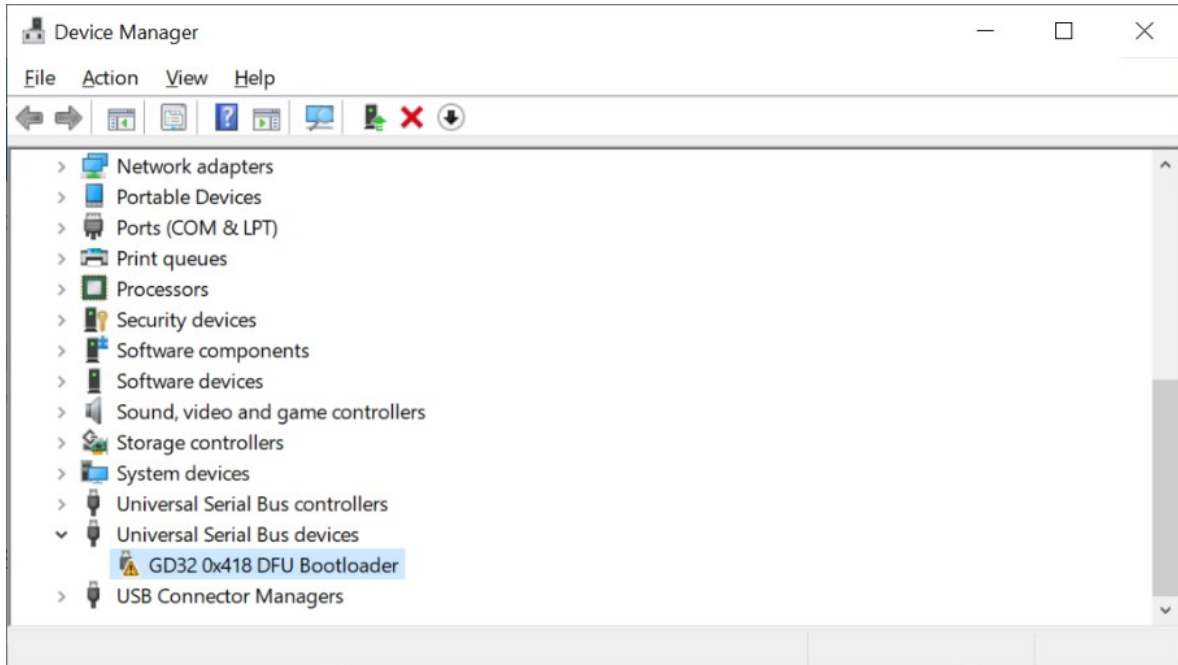 Device Manager
File Action View Help
Network adapters
Portable Devices
Ports (COM & LPT)
Print queues
Processors
Security devices
Software components
Software devices
Sound, video and game controllers
Storage controllers
System devices
Universal Serial Bus controllers
Universal Serial Bus devices
GD32 0x418 DFU Bootloader
USB Connector Managers